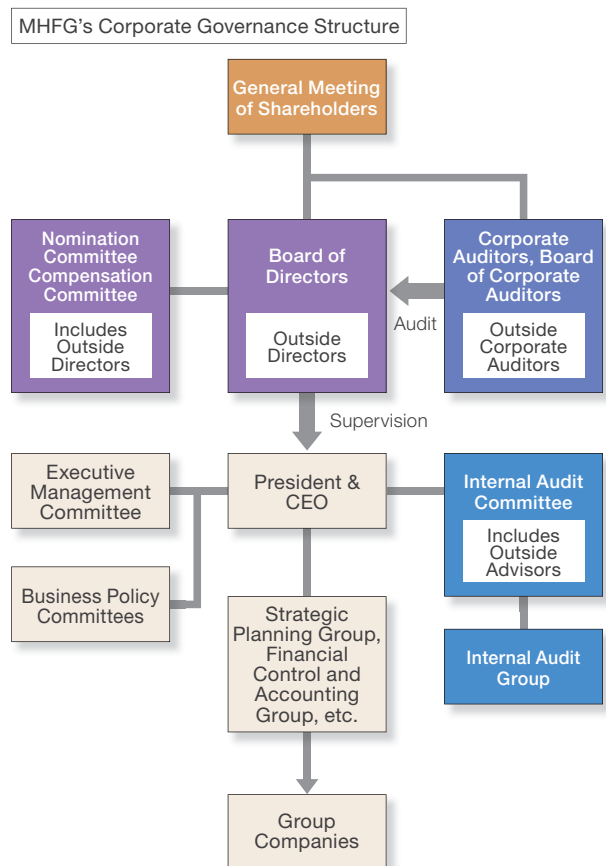 MHFG's Corporate Governance Structure
General Meeting
of Shareholders
Nomination
Committee
Compensation
Committee
Includes
Outside
Directors
Board of
Directors
Outside
Directors
Audit
Corporate
Auditors, Board
of Corporate
Auditors
Outside
Corporate
Auditors
Supervision
Executive
Management
Committee
President &
CEO
Internal Audit
Committee
Includes
Outside
Advisors
Business Policy
Committees
Strategic
Planning Group,
Financial
Control and
Accounting
Group, etc.
Internal Audit
Group
Group
Companies